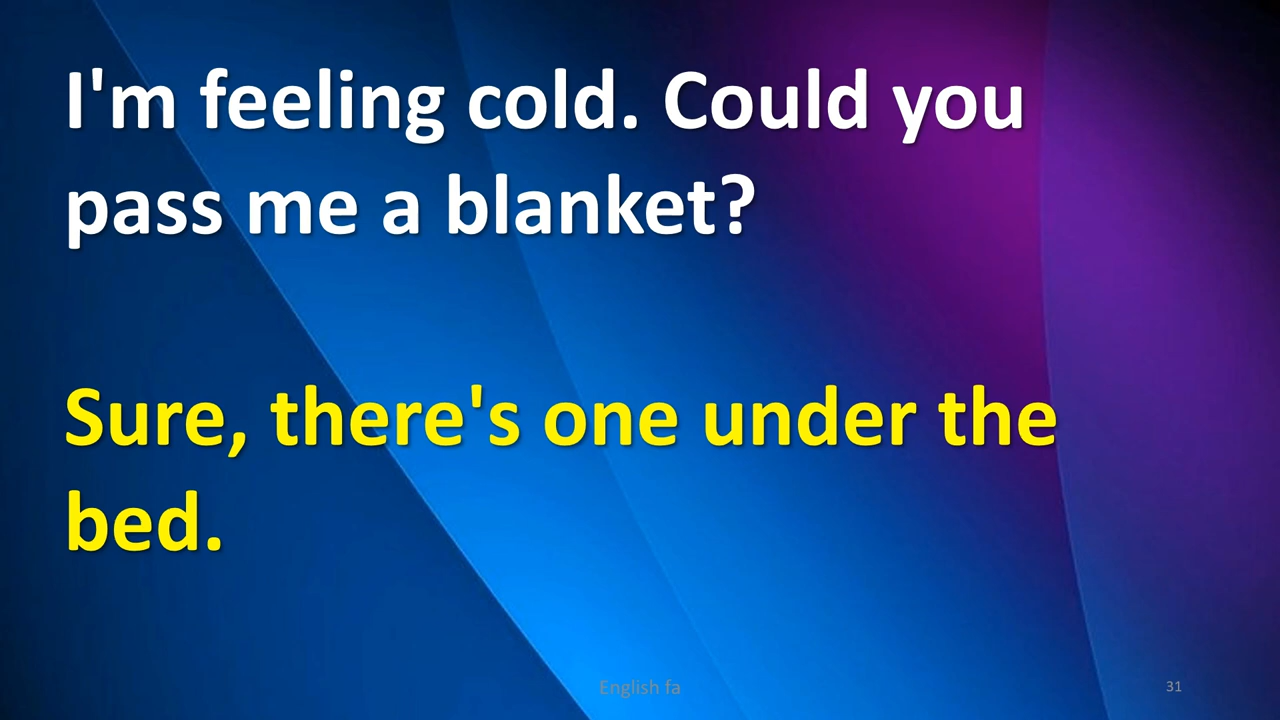 I'm feeling cold. Could you
pass me a blanket?
Sure, there's one under the
bed.
English fa
31